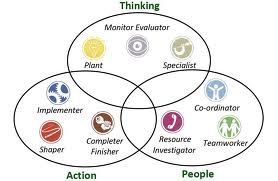 Thinking
Monitor Evaluator
Plant
Specialist
Implementer
Co-ordinator
Shaper
Completer
Finisher
Resource
Investigator
Teamworker
Action
People